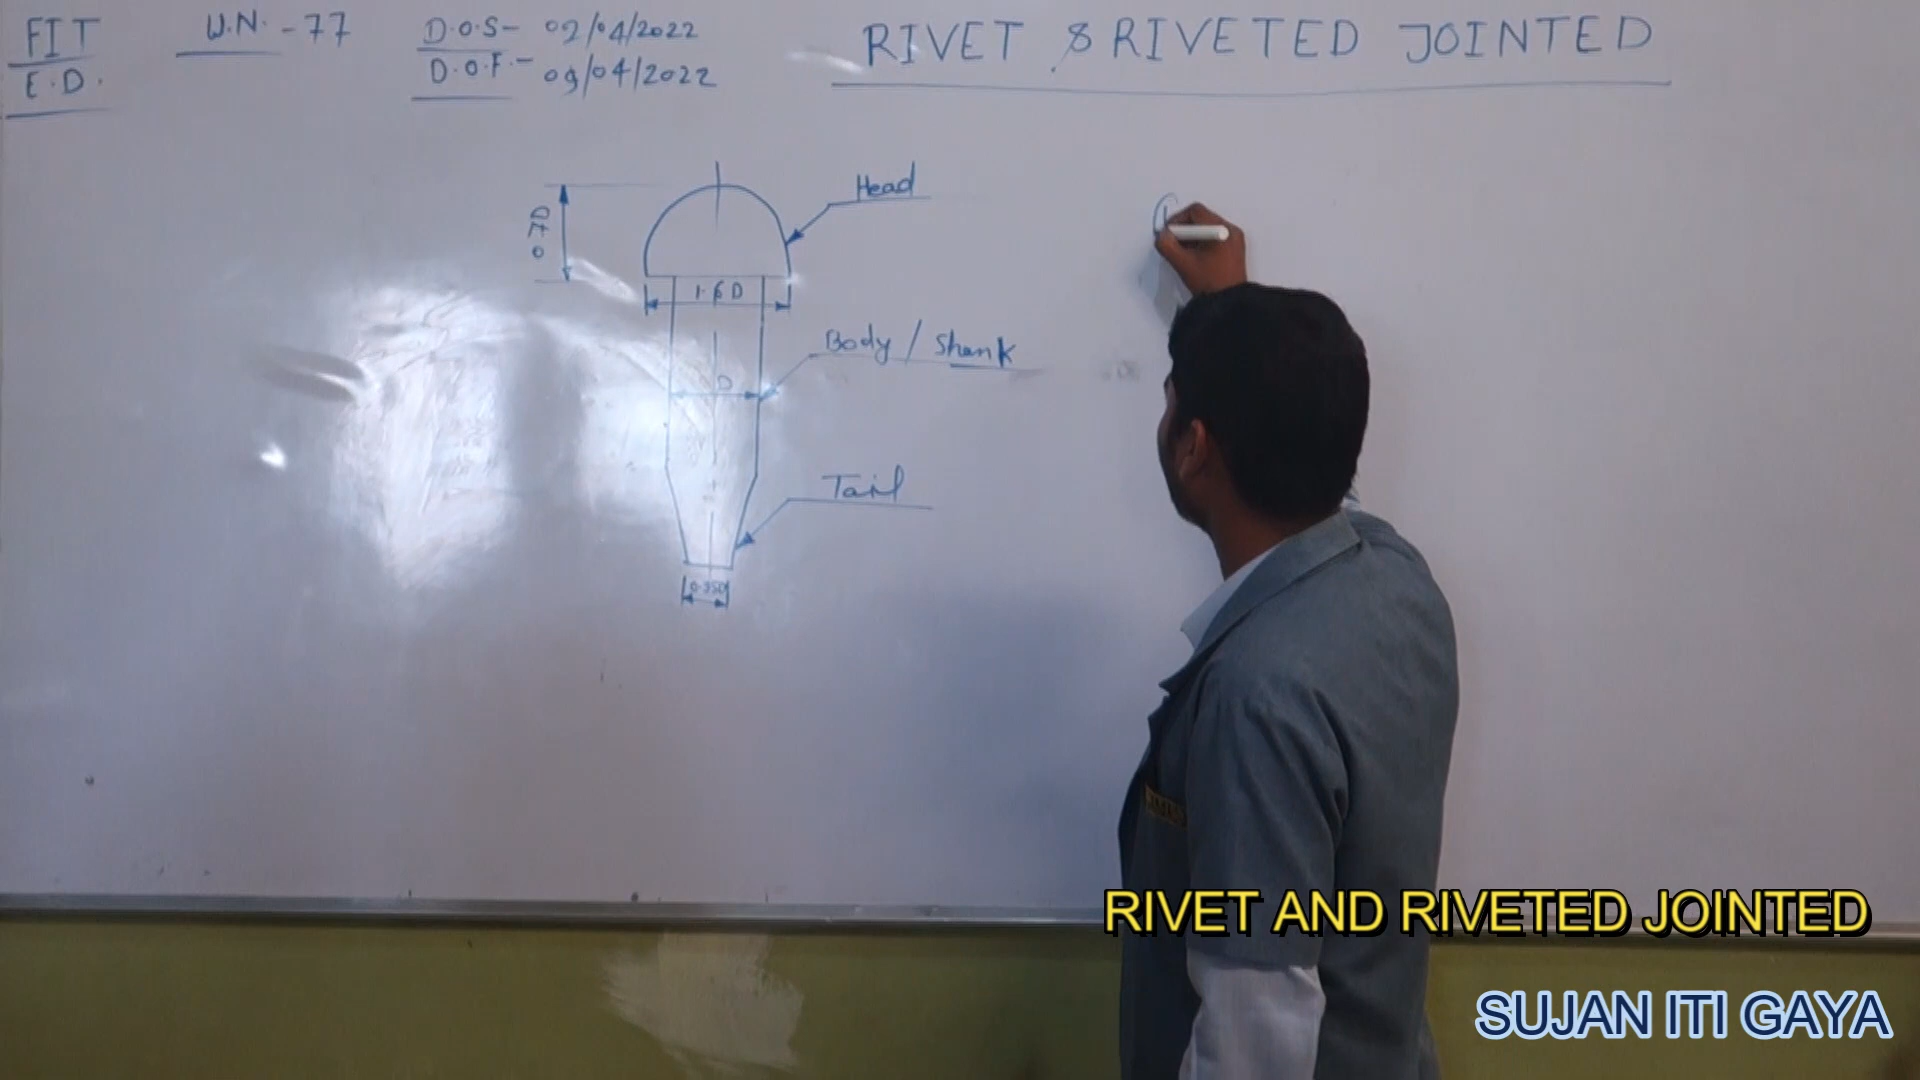 FIT
E.D.
W.N. - 77
D.O.S- 02/04/2022
D.O.F.- 09/04/2022
RIVET & RIVETED JOINTED
Head
0.7D
1.6D
Body / Shank
D
Tail
RIVET AND RIVETED JOINTED
SUJAN ITI GAYA